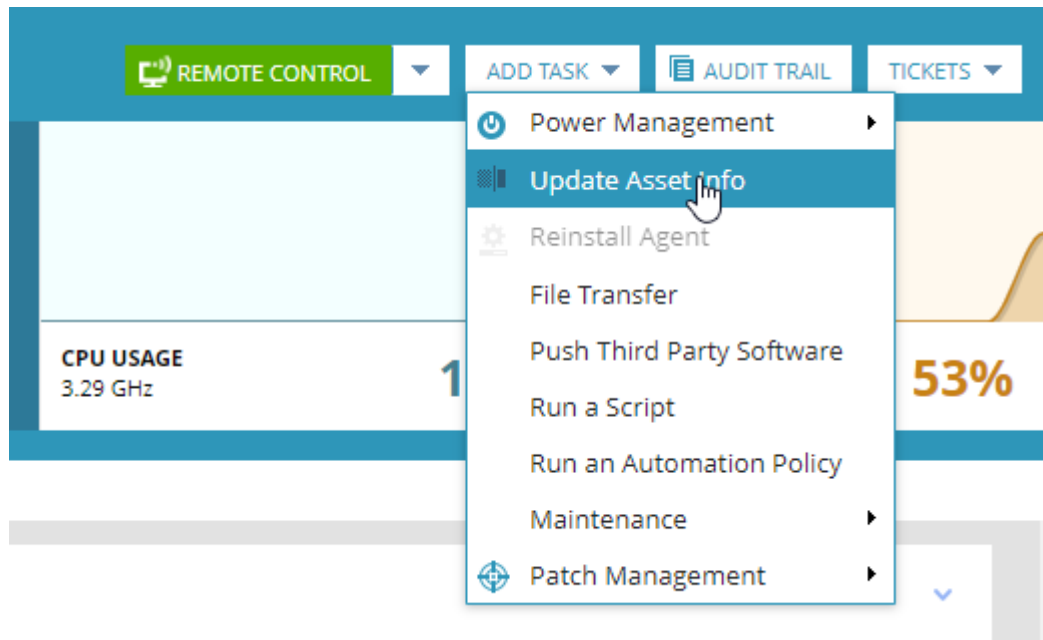 REMOTE CONTROL
ADD TASK
AUDIT TRAIL
TICKETS
Power Management
Update Asset Info
Reinstall Agent
File Transfer
Push Third Party Software
Run a Script
Run an Automation Policy
Maintenance
Patch Management
CPU USAGE
3.29 GHz
1
53%